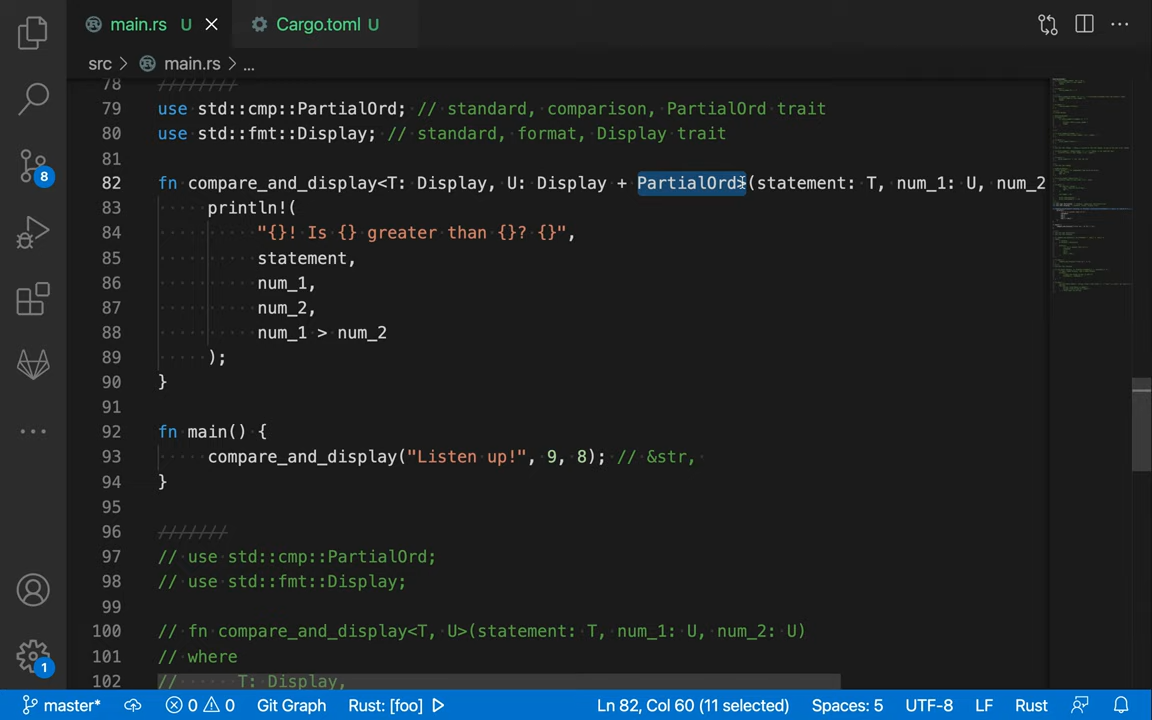 main.rs U
Cargo.toml U
src > main.rs > ...
78 ////////
79 use std::cmp::PartialOrd; // standard, comparison, PartialOrd trait
80 use std::fmt::Display; // standard, format, Display trait
81
82 fn compare_and_display<T: Display, U: Display + PartialOrd>(statement: T, num_1: U, num_2
83 println!(
84 "{}! Is {} greater than {}? {}",
85 statement,
86 num_1,
87 num_2,
88 num_1 > num_2
89 );
90 }
91
92 fn main() {
93 compare_and_display("Listen up!", 9, 8); // &str,
94 }
95
96 ///////
97 // use std::cmp::PartialOrd;
98 // use std::fmt::Display;
99
100 // fn compare_and_display<T, U>(statement: T, num_1: U, num_2: U)
101 // where
102 // T: Display,
8
1
master* 0 0 Git Graph Rust: [foo] Ln 82, Col 60 (11 selected) Spaces: 5 UTF-8 LF Rust